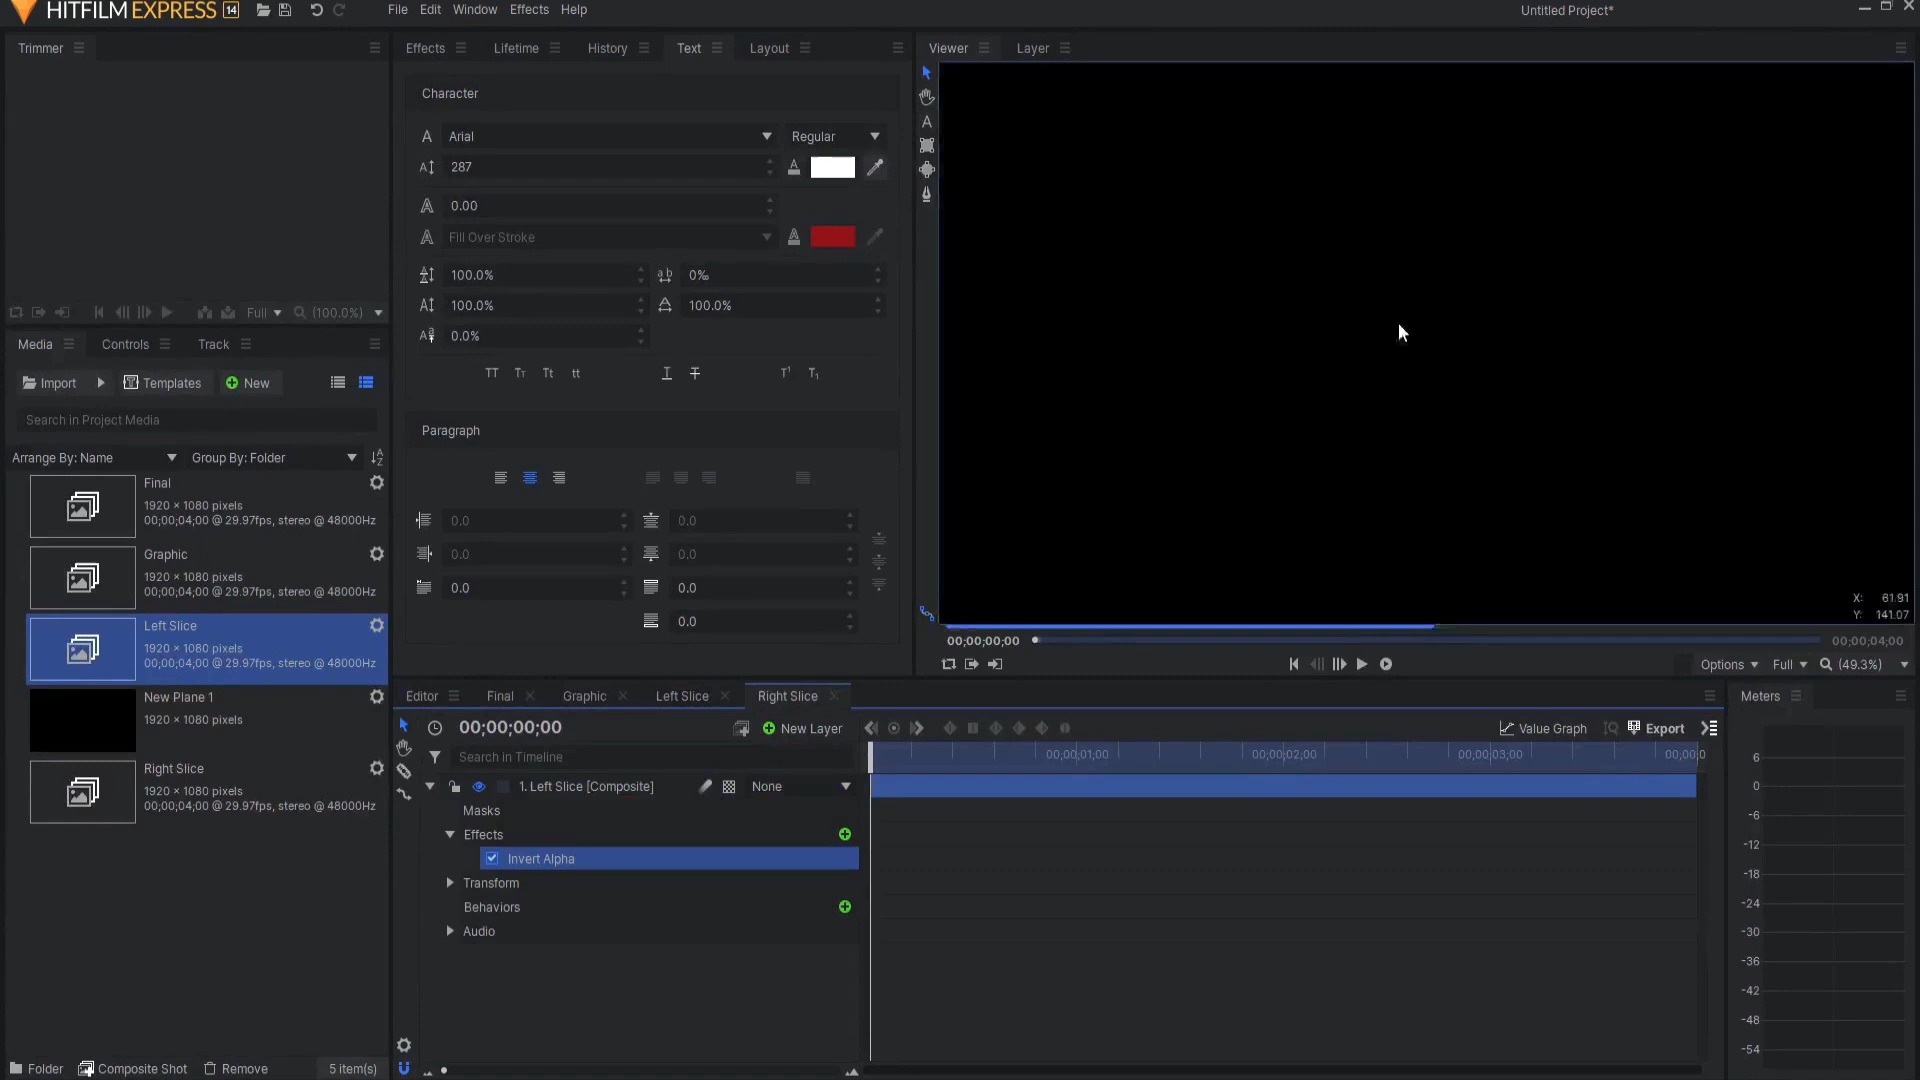 HITFILM EXPRESS 14
File Edit Window Effects Help
Untitled Project*
Trimmer
Effects Lifetime History Text Layout
Viewer Layer
Character
Arial Regular
287
0.00
Fill Over Stroke
100.0% 0‰
100.0% 100.0%
0.0%
TT Tt Tt tt
Paragraph
0.0 0.0
0.0 0.0
0.0 0.0
0.0
Full (100.0%)
Media Controls Track
Import Templates New
Search in Project Media
Arrange By: Name Group By: Folder
Final
1920 × 1080 pixels
00;00;04;00 @ 29.97fps, stereo @ 48000Hz
Graphic
1920 × 1080 pixels
00;00;04;00 @ 29.97fps, stereo @ 48000Hz
Left Slice
1920 × 1080 pixels
00;00;04;00 @ 29.97fps, stereo @ 48000Hz
New Plane 1
1920 × 1080 pixels
Right Slice
1920 × 1080 pixels
00;00;04;00 @ 29.97fps, stereo @ 48000Hz
Folder Composite Shot Remove 5 item(s)
X: 61.91
Y: 141.07
00;00;00;00 00;00;04;00
Options Full (49.3%)
Editor Final Graphic Left Slice Right Slice
00;00;00;00 New Layer
Value Graph Export
Search in Timeline
00;00;01;00 00;00;02;00 00;00;03;00 00;00;0
1. Left Slice [Composite] None
Masks
Effects
Invert Alpha
Transform
Behaviors
Audio
Meters
6
0
-6
-12
-18
-24
-30
-36
-42
-48
-54